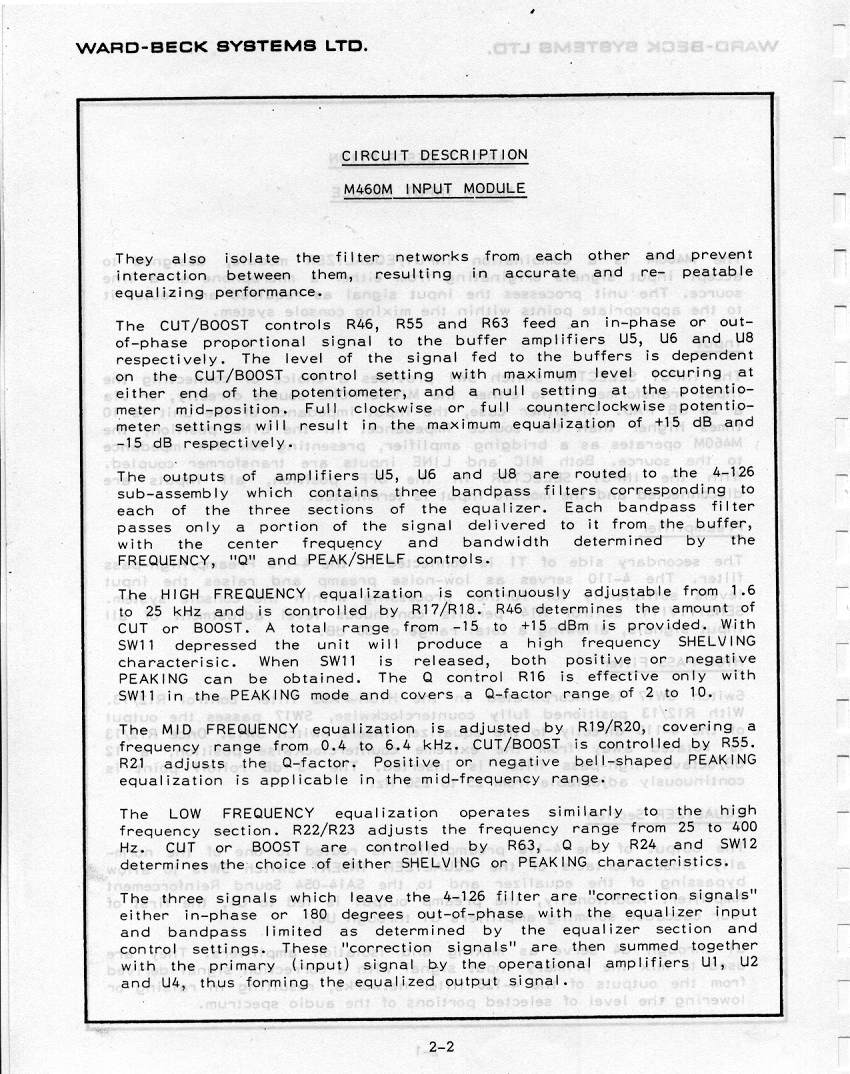 WARD-BECK SYSTEMS LTD.
CIRCUIT DESCRIPTION
M460M INPUT MODULE
They also isolate the filter networks from each other and prevent
interaction between them, resulting in accurate and re- peatable
equalizing performance.
The CUT/BOOST controls R46, R55 and R63 feed an in-phase or out-
of-phase proportional signal to the buffer amplifiers U5, U6 and U8
respectively. The level of the signal fed to the buffers is dependent
on the CUT/BOOST control setting with maximum level occuring at
either end of the potentiometer, and a null setting at the potentio-
meter mid-position. Full clockwise or full counterclockwise potentio-
meter settings will result in the maximum equalization of +15 dB and
-15 dB respectively.
The outputs of amplifiers U5, U6 and U8 are routed to the 4-126
sub-assembly which contains three bandpass filters corresponding to
each of the three sections of the equalizer. Each bandpass filter
passes only a portion of the signal delivered to it from the buffer,
with the center frequency and bandwidth determined by the
FREQUENCY, "Q" and PEAK/SHELF controls.
The HIGH FREQUENCY equalization is continuously adjustable from 1.6
to 25 kHz and is controlled by R17/R18. R46 determines the amount of
CUT or BOOST. A total range from -15 to +15 dBm is provided. With
SW11 depressed the unit will produce a high frequency SHELVING
characterisic. When SW11 is released, both positive or negative
PEAKING can be obtained. The Q control R16 is effective only with
SW11 in the PEAKING mode and covers a Q-factor range of 2 to 10.
The MID FREQUENCY equalization is adjusted by R19/R20, covering a
frequency range from 0.4 to 6.4 kHz. CUT/BOOST is controlled by R55.
R21 adjusts the Q-factor. Positive or negative bell-shaped PEAKING
equalization is applicable in the mid-frequency range.
The LOW FREQUENCY equalization operates similarly to the high
frequency section. R22/R23 adjusts the frequency range from 25 to 400
Hz. CUT or BOOST are controlled by R63, Q by R24 and SW12
determines the choice of either SHELVING or PEAKING characteristics.
The three signals which leave the 4-126 filter are "correction signals"
either in-phase or 180 degrees out-of-phase with the equalizer input
and bandpass limited as determined by the equalizer section and
control settings. These "correction signals" are then summed together
with the primary (input) signal by the operational amplifiers U1, U2
and U4, thus forming the equalized output signal.
2-2